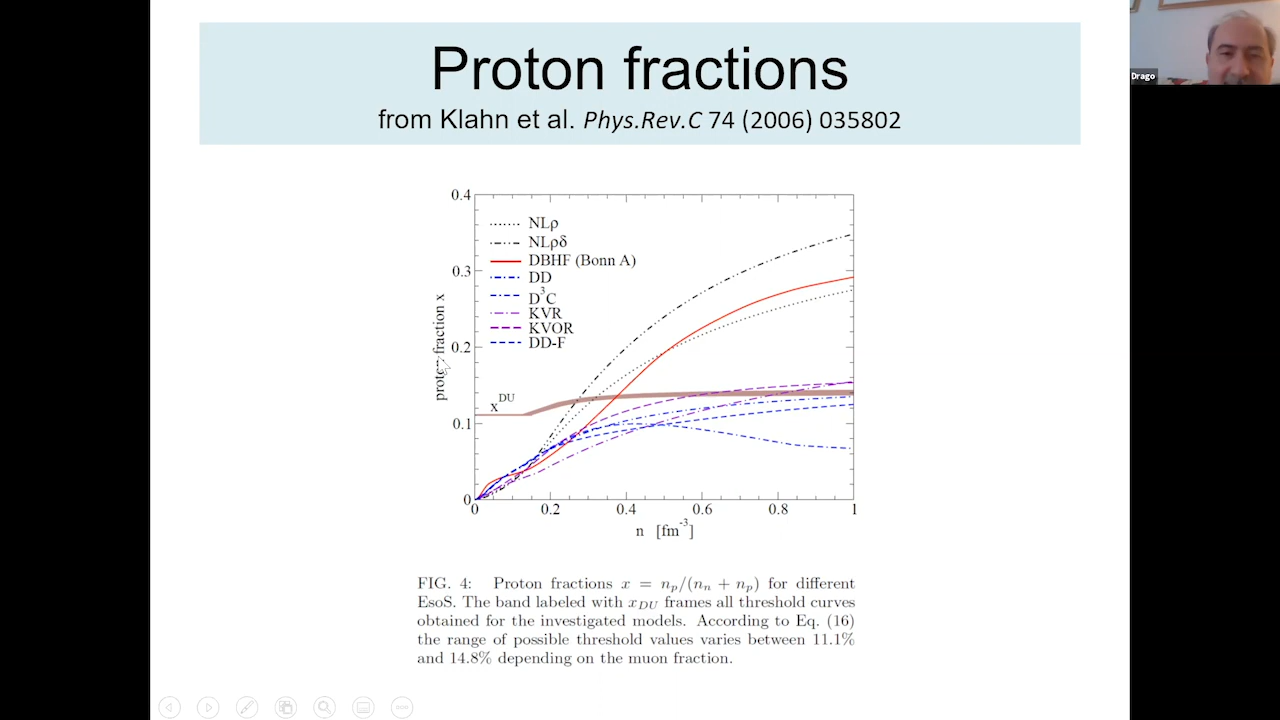 Proton fractions
from Klahn et al. Phys.Rev.C 74 (2006) 035802
Drago
0.4
0.3
0.2
0.1
0
proton fraction x
NLρ
NLρδ
DBHF (Bonn A)
DD
D³C
KVR
KVOR
DD-F
x^DU
0 0.2 0.4 0.6 0.8 1
n [fm⁻³]
FIG. 4: Proton fractions x = n_p/(n_n + n_p) for different
EsoS. The band labeled with x_DU frames all threshold curves
obtained for the investigated models. According to Eq. (16)
the range of possible threshold values varies between 11.1%
and 14.8% depending on the muon fraction.